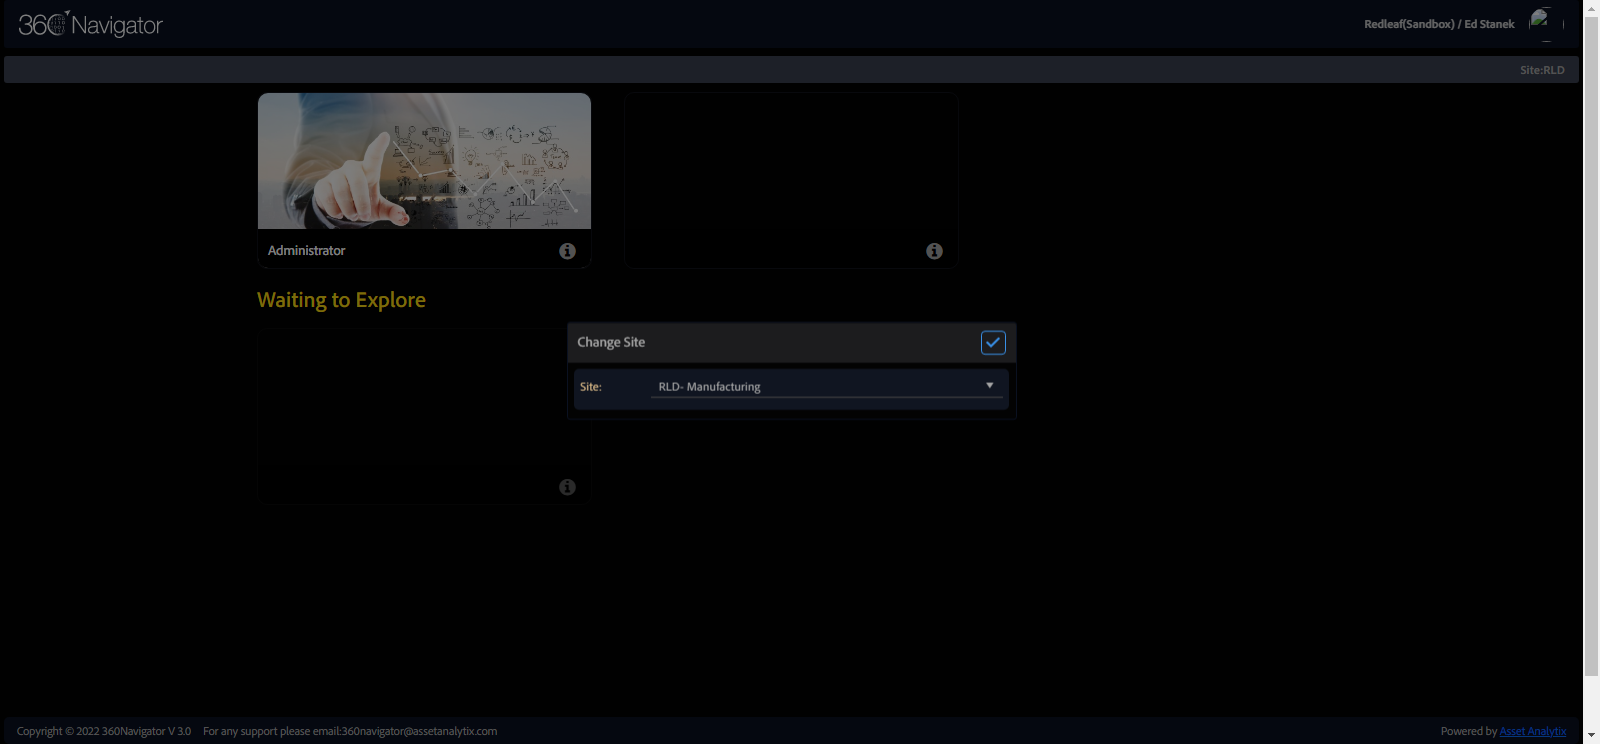 360 Navigator
Redleaf(Sandbox) / Ed Stanek
Site:RLD
Administrator
Waiting to Explore
Change Site
Site:
RLD- Manufacturing
Copyright © 2022 360Navigator V 3.0 For any support please email:360navigator@assetanalytix.com
Powered by Asset Analytix